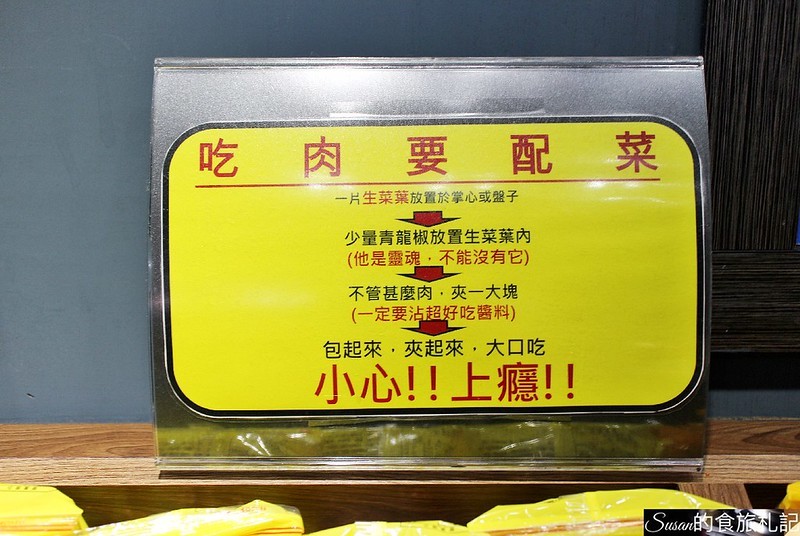 吃肉要配菜
一片生菜葉放置於掌心或盤子
少量青龍椒放置生菜葉內
(他是靈魂，不能沒有它)
不管甚麼肉，夾一大塊
(一定要沾超好吃醬料)
包起來，夾起來，大口吃
小心!!上癮!!
Susan的食旅札記